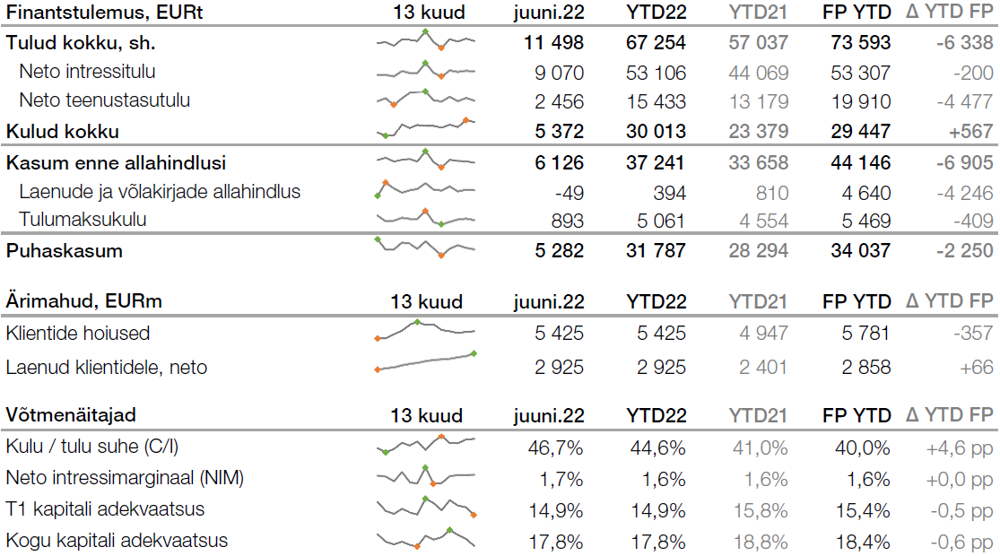 Finantstulemus, EURt 13 kuud juuni.22 YTD22 YTD21 FP YTD Δ YTD FP
Tulud kokku, sh. 11 498 67 254 57 037 73 593 -6 338
Neto intressitulu 9 070 53 106 44 069 53 307 -200
Neto teenustasutulu 2 456 15 433 13 179 19 910 -4 477
Kulud kokku 5 372 30 013 23 379 29 447 +567
Kasum enne allahindlusi 6 126 37 241 33 658 44 146 -6 905
Laenude ja võlakirjade allahindlus -49 394 810 4 640 -4 246
Tulumaksukulu 893 5 061 4 554 5 469 -409
Puhaskasum 5 282 31 787 28 294 34 037 -2 250
Ärimahud, EURm 13 kuud juuni.22 YTD22 YTD21 FP YTD Δ YTD FP
Klientide hoiused 5 425 5 425 4 947 5 781 -357
Laenud klientidele, neto 2 925 2 925 2 401 2 858 +66
Võtmenäitajad 13 kuud juuni.22 YTD22 YTD21 FP YTD Δ YTD FP
Kulu / tulu suhe (C/I) 46,7% 44,6% 41,0% 40,0% +4,6 pp
Neto intressimarginaal (NIM) 1,7% 1,6% 1,6% 1,6% +0,0 pp
T1 kapitali adekvaatsus 14,9% 14,9% 15,8% 15,4% -0,5 pp
Kogu kapitali adekvaatsus 17,8% 17,8% 18,8% 18,4% -0,6 pp